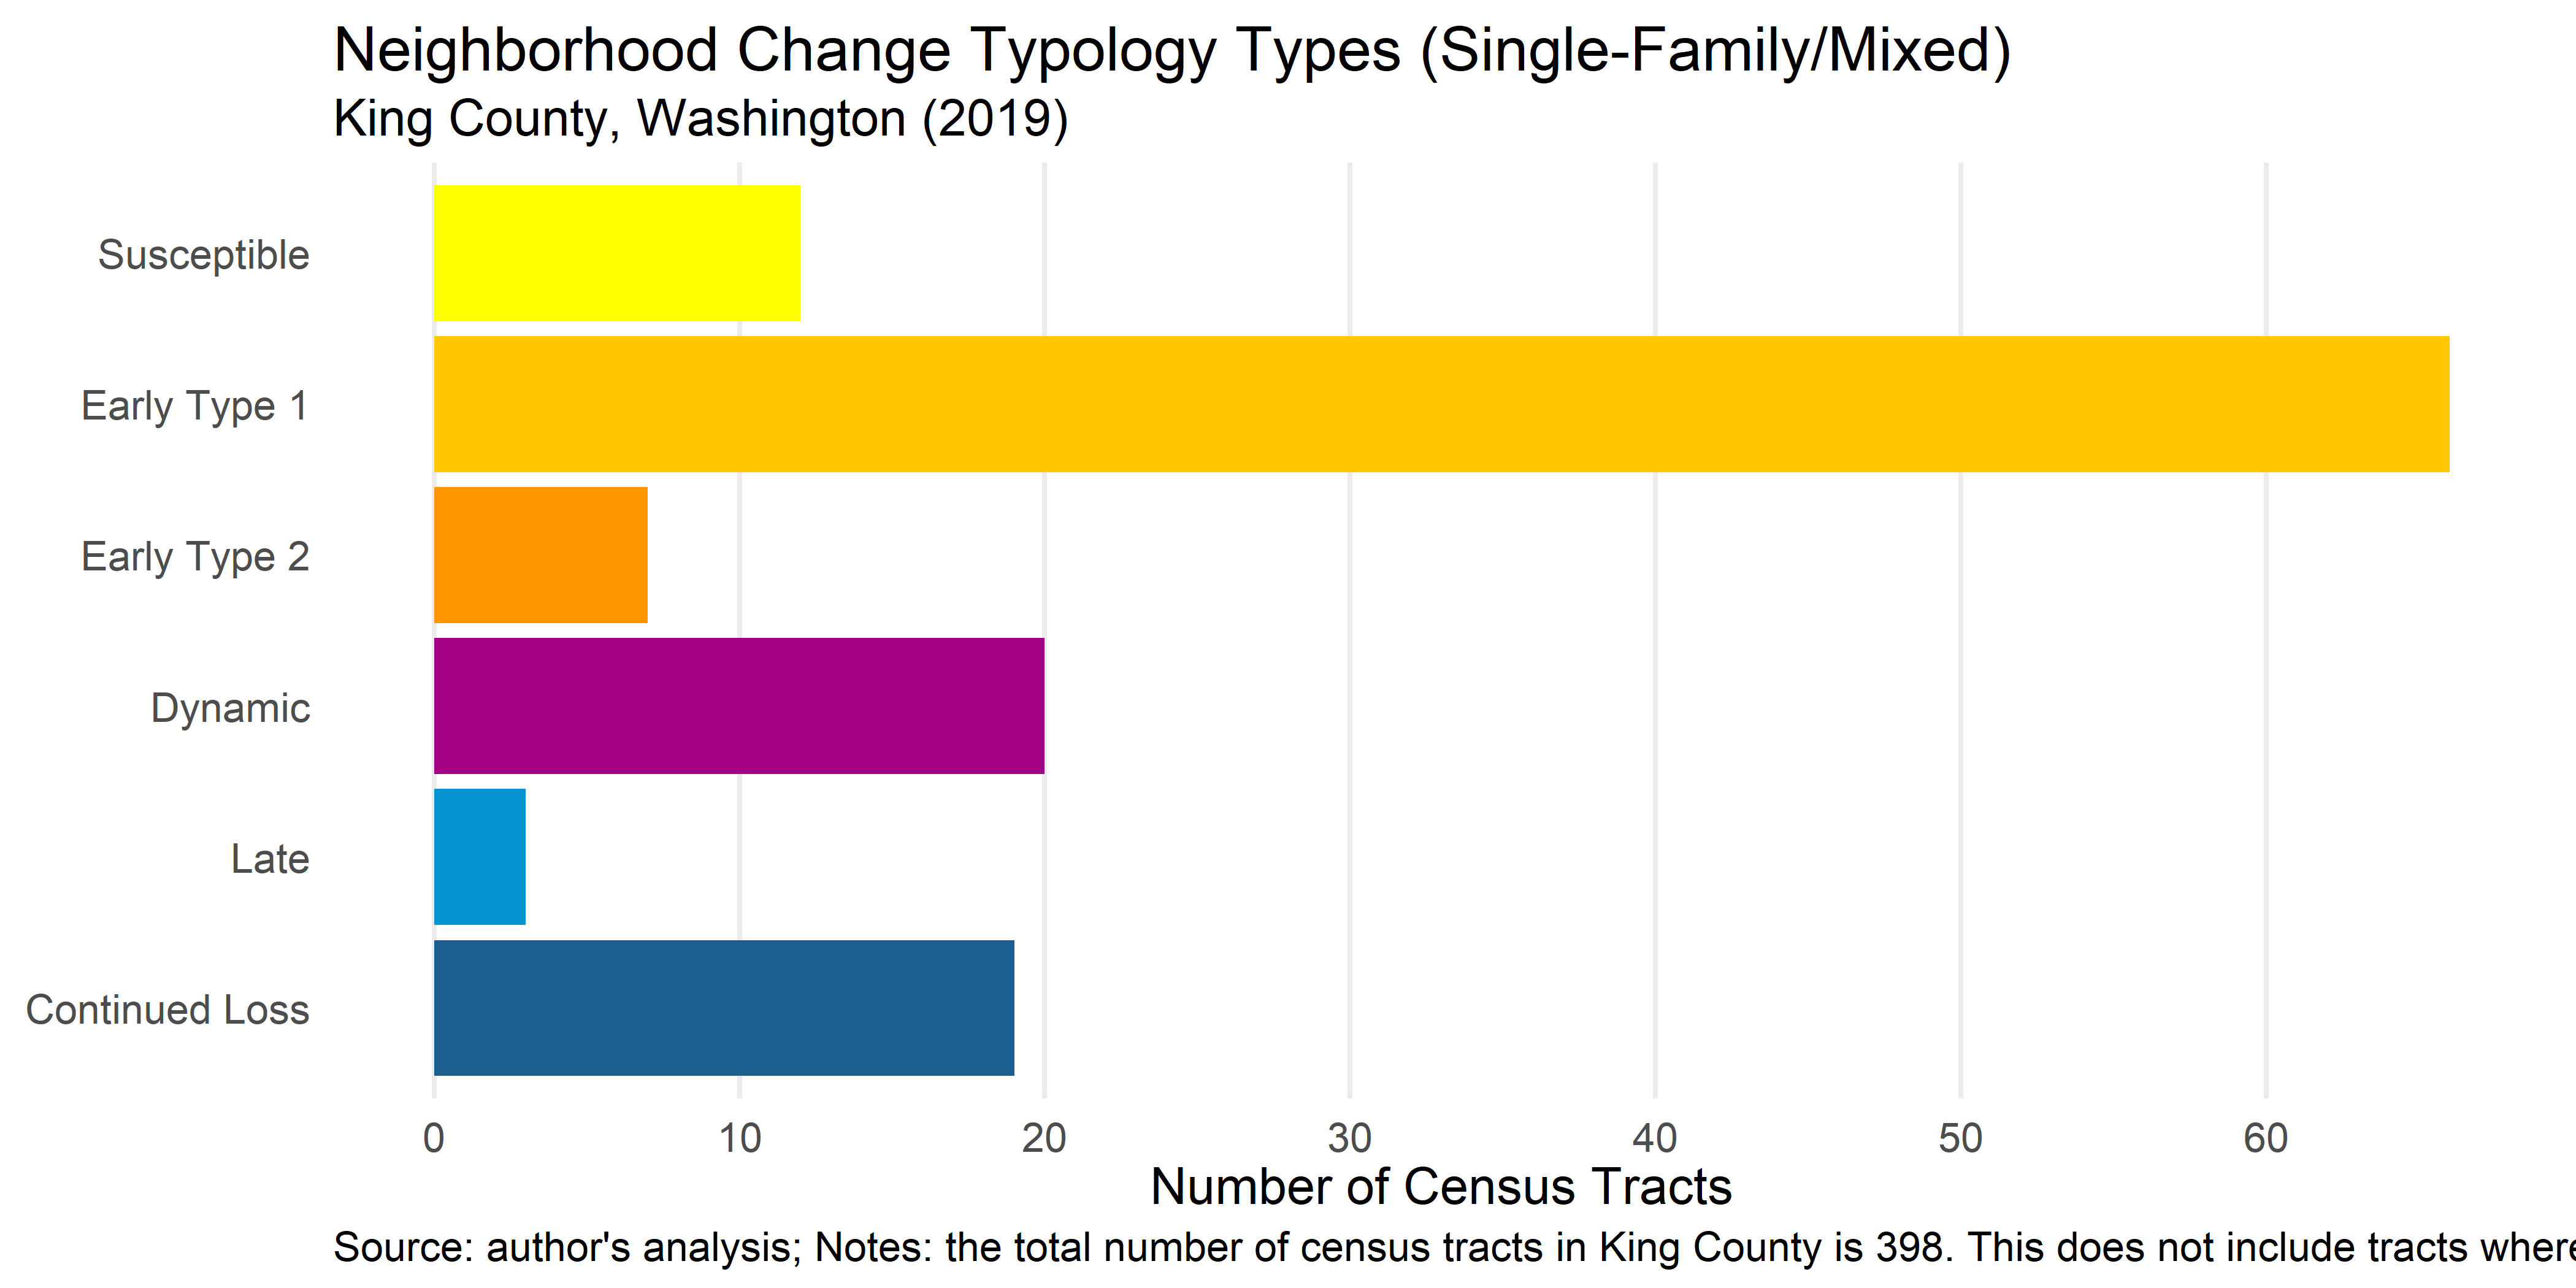 Neighborhood Change Typology Types (Single-Family/Mixed)
King County, Washington (2019)
Susceptible
Early Type 1
Early Type 2
Dynamic
Late
Continued Loss
0 10 20 30 40 50 60
Number of Census Tracts
Source: author's analysis; Notes: the total number of census tracts in King County is 398. This does not include tracts where